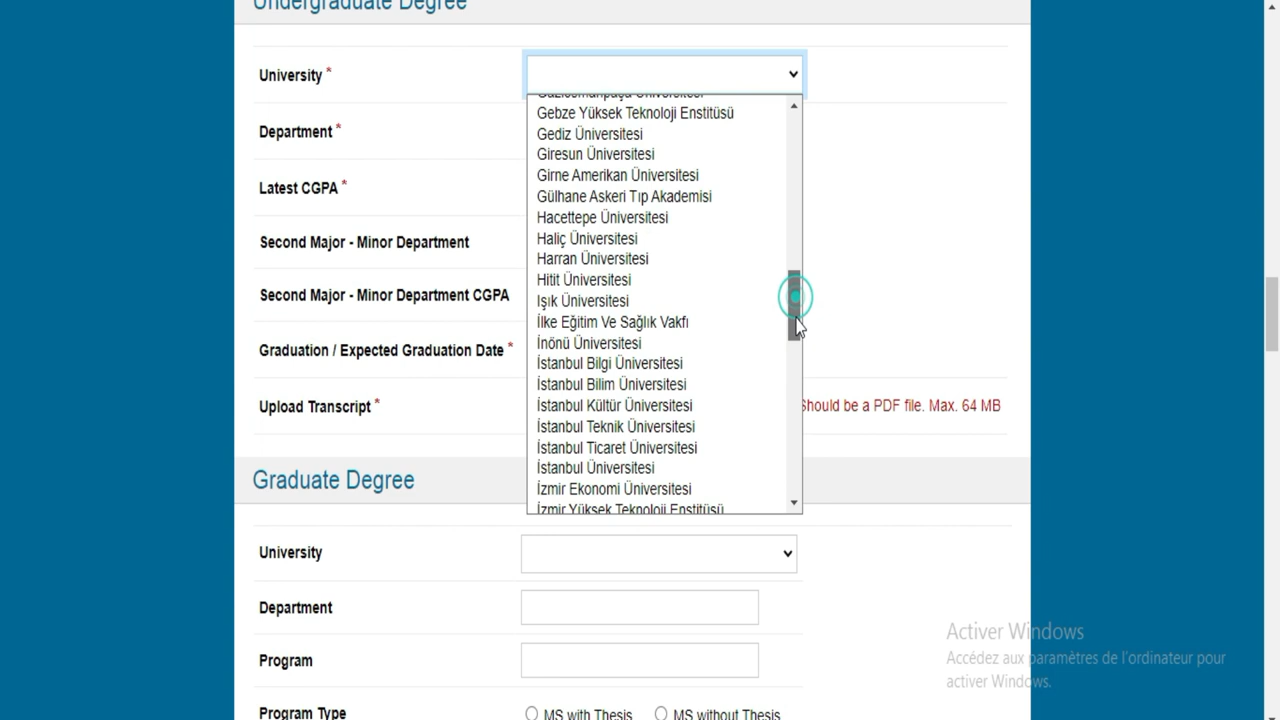 Undergraduate Degree
University *
Gaziosmanpaşa Üniversitesi
Gebze Yüksek Teknoloji Enstitüsü
Gediz Üniversitesi
Department *
Giresun Üniversitesi
Girne Amerikan Üniversitesi
Latest CGPA *
Gülhane Askeri Tıp Akademisi
Hacettepe Üniversitesi
Second Major - Minor Department
Haliç Üniversitesi
Harran Üniversitesi
Hitit Üniversitesi
Second Major - Minor Department CGPA
Işık Üniversitesi
İlke Eğitim Ve Sağlık Vakfı
Graduation / Expected Graduation Date *
İnönü Üniversitesi
İstanbul Bilgi Üniversitesi
İstanbul Bilim Üniversitesi
Upload Transcript *
İstanbul Kültür Üniversitesi
Should be a PDF file. Max. 64 MB
İstanbul Teknik Üniversitesi
İstanbul Ticaret Üniversitesi
İstanbul Üniversitesi
Graduate Degree
İzmir Ekonomi Üniversitesi
İzmir Yüksek Teknoloji Enstitüsü
University
Department
Program
Program Type
MS with Thesis MS without Thesis
Activer Windows
Accédez aux paramètres de l'ordinateur pour
activer Windows.